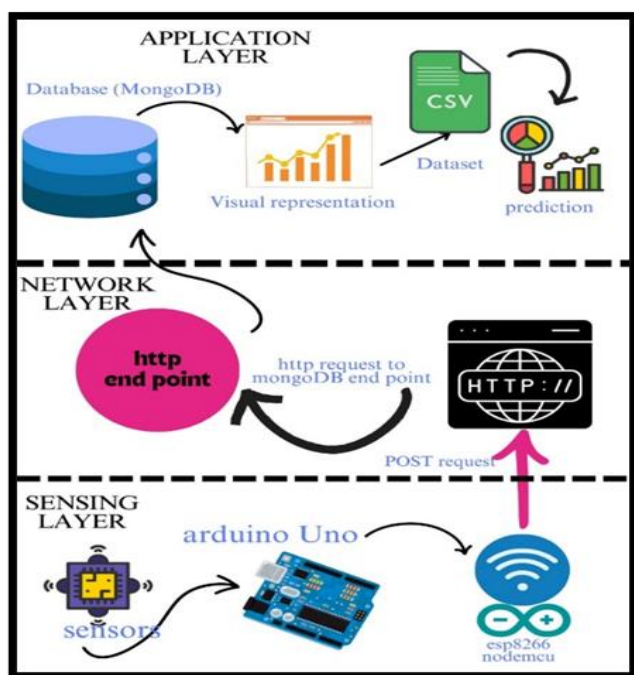 APPLICATION
LAYER
Database (MongoDB)
CSV
Dataset
Visual representation
prediction
NETWORK
LAYER
http
end point
http request to
mongoDB end point
HTTP://
POST request
SENSING
LAYER
arduino Uno
sensors
esp8266
nodemcu